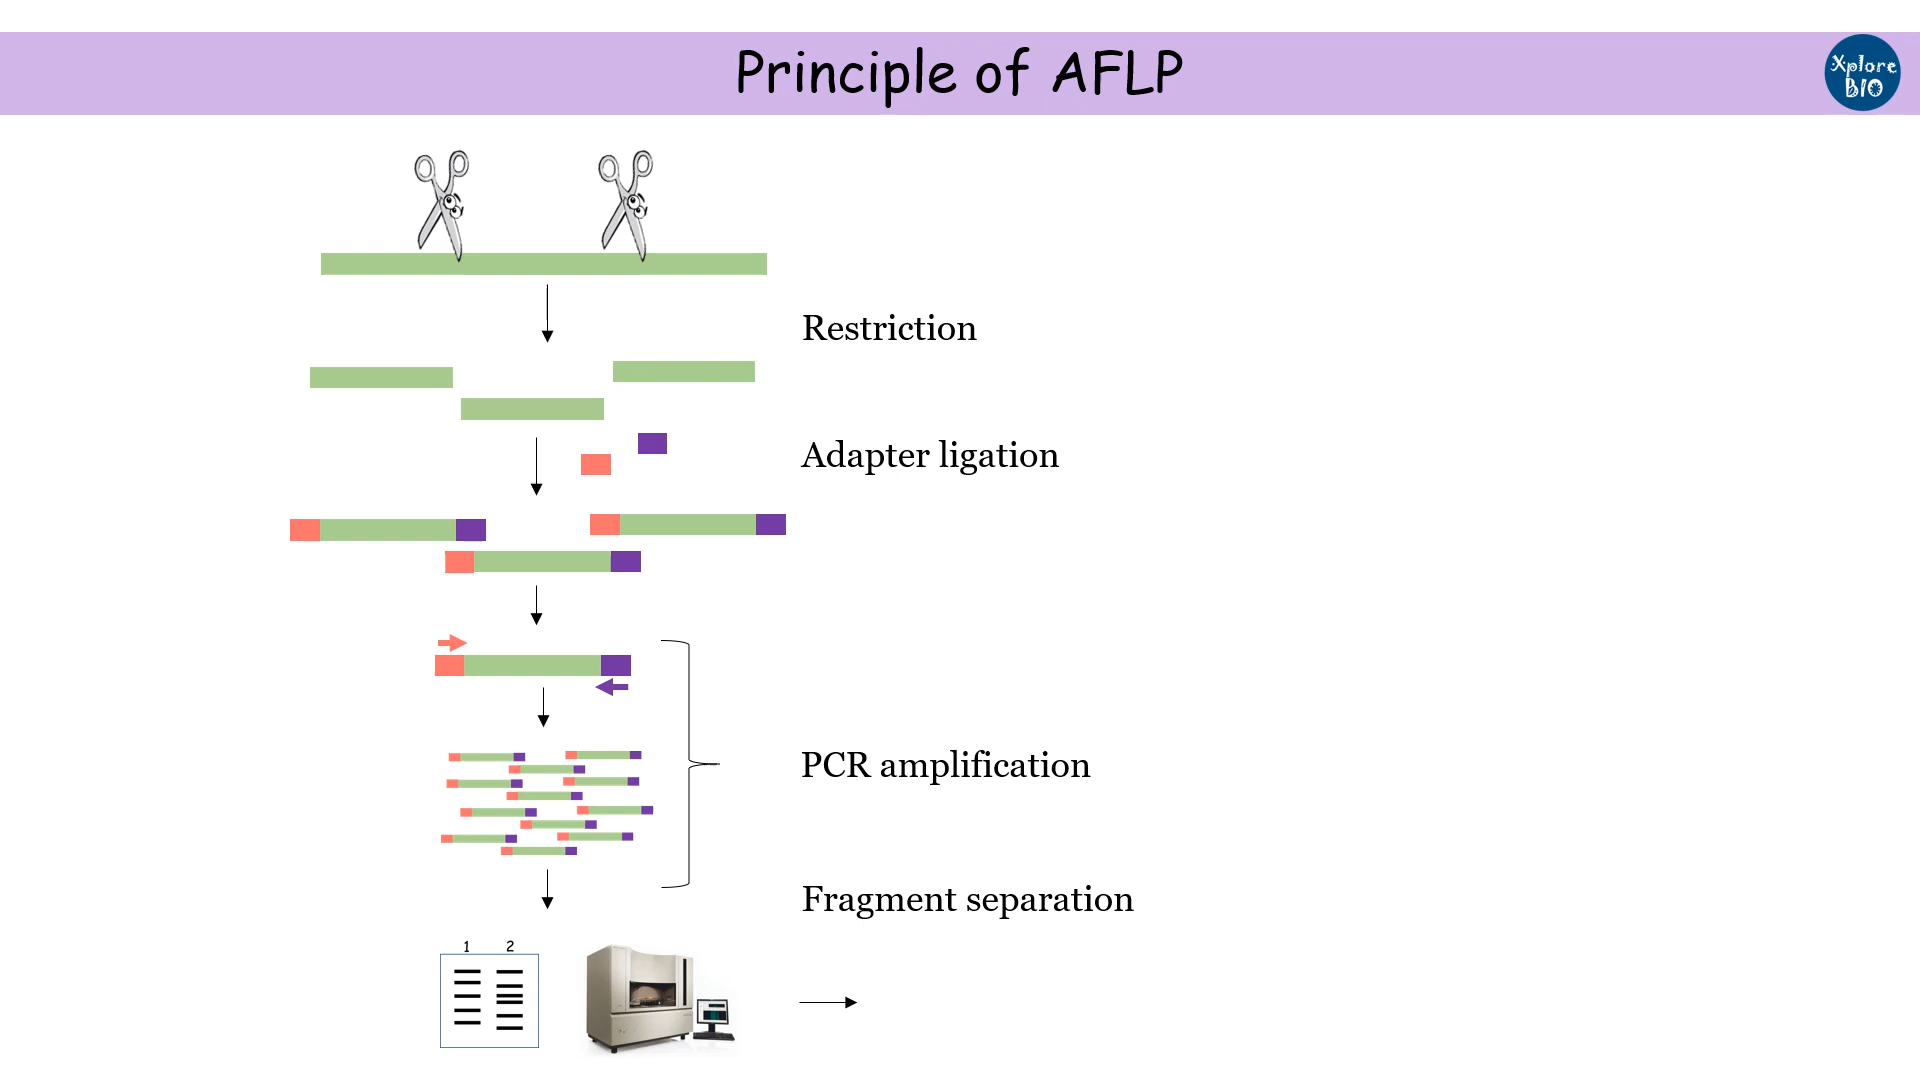 Principle of AFLP
Xplore
BIO
Restriction
Adapter ligation
PCR amplification
Fragment separation
1 2